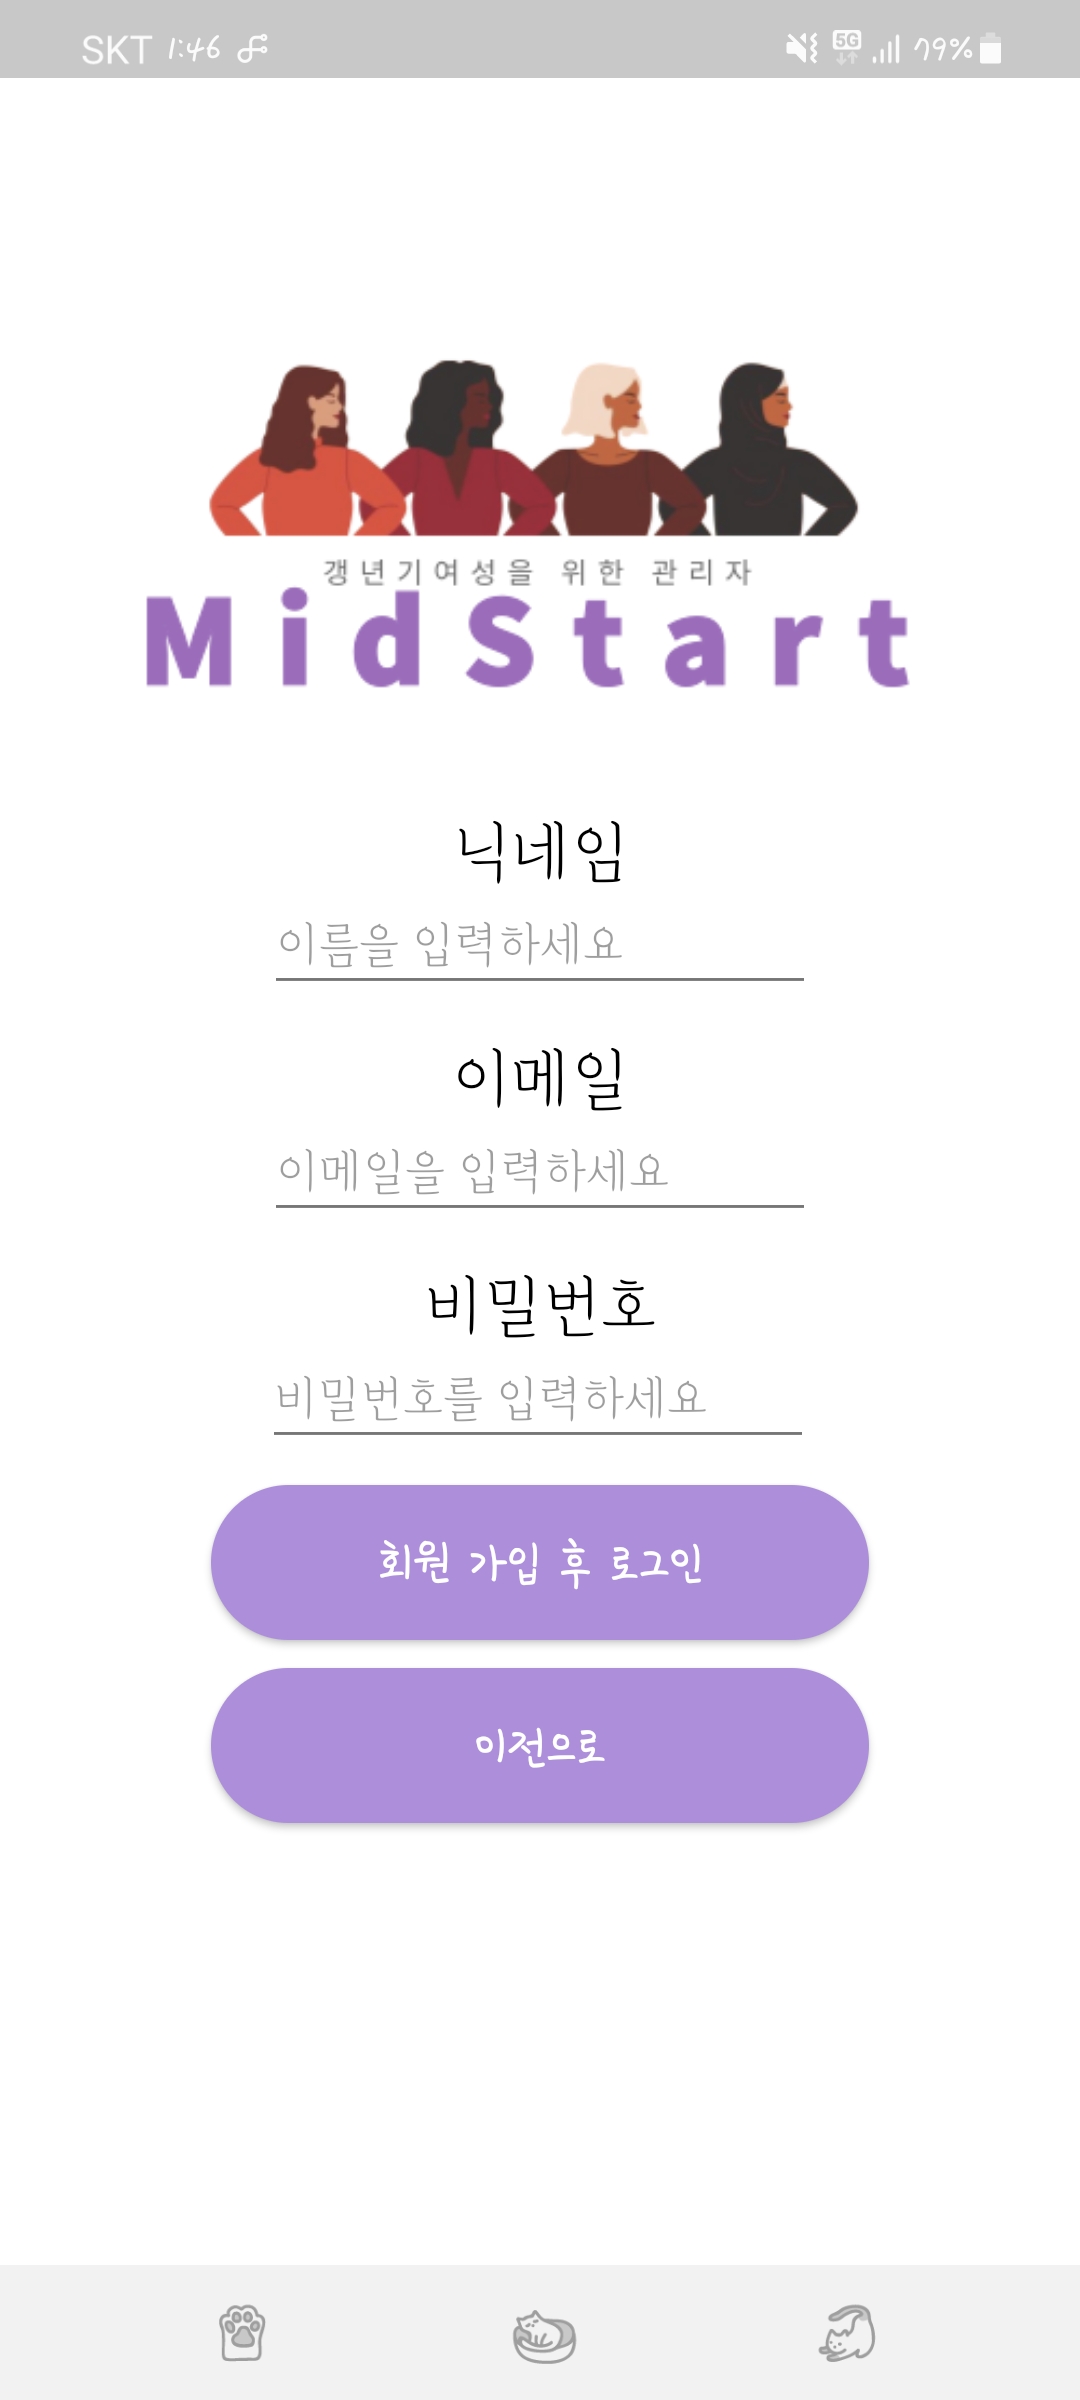 SKT 1:46 5G 79%
갱년기여성을 위한 관리자
MidStart
닉네임
이름을 입력하세요
이메일
이메일을 입력하세요
비밀번호
비밀번호를 입력하세요
회원 가입 후 로그인
이전으로